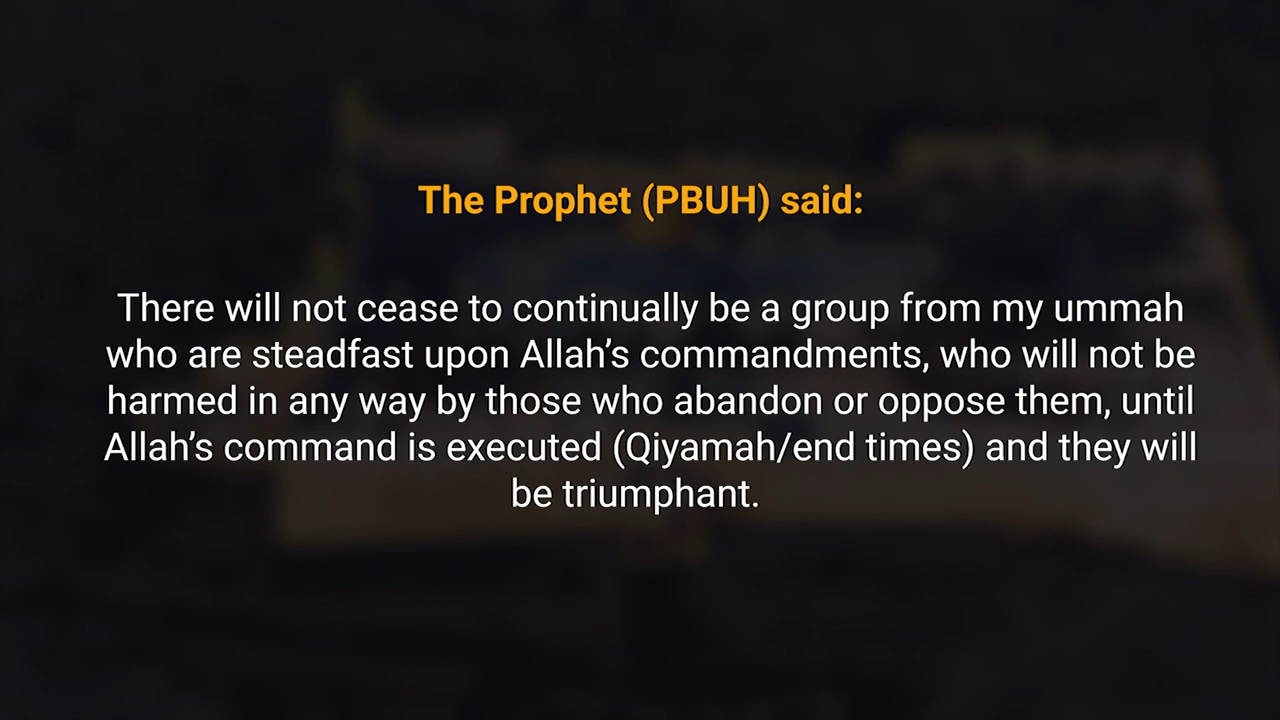 The Prophet (PBUH) said:
There will not cease to continually be a group from my ummah
who are steadfast upon Allah’s commandments, who will not be
harmed in any way by those who abandon or oppose them, until
Allah’s command is executed (Qiyamah/end times) and they will
be triumphant.